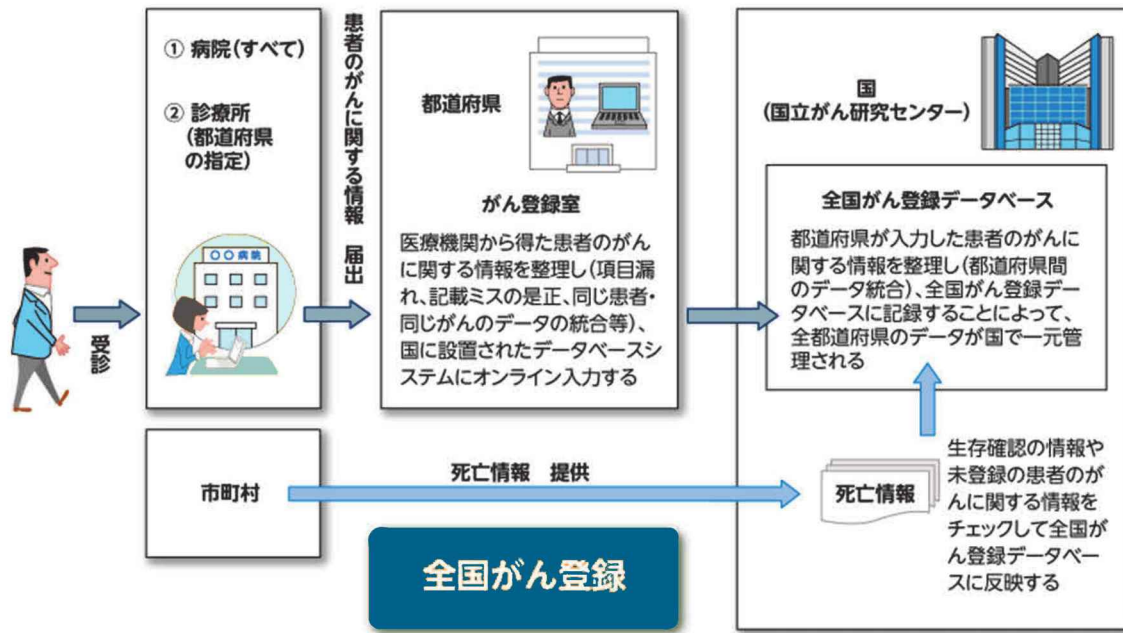 ① 病院(すべて)
② 診療所
(都道府県
の指定)
〇〇病院
受診
患者のがんに関する情報 届出
都道府県
がん登録室
医療機関から得た患者のがん
に関する情報を整理し(項目漏
れ、記載ミスの是正、同じ患者・
同じがんのデータの統合等)、
国に設置されたデータベースシ
ステムにオンライン入力する
国
(国立がん研究センター)
全国がん登録データベース
都道府県が入力した患者のがんに
関する情報を整理し(都道府県間
のデータ統合)、全国がん登録デー
タベースに記録することによって、
全都道府県のデータが国で一元管
理される
市町村
死亡情報 提供
死亡情報
生存確認の情報や
未登録の患者のが
んに関する情報を
チェックして全国が
ん登録データベー
スに反映する
全国がん登録